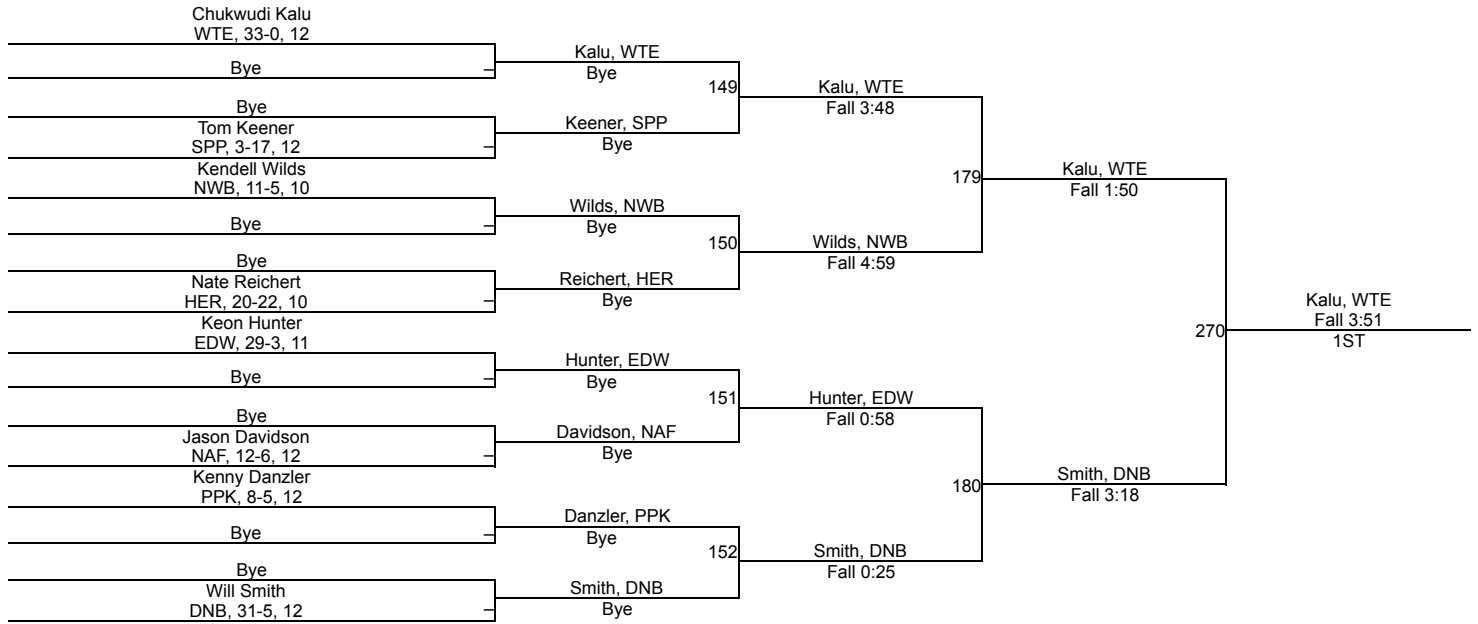 Chukwudi Kalu
WTE, 33-0, 12
Bye
Bye
Tom Keener
SPP, 3-17, 12
Kendell Wilds
NWB, 11-5, 10
Bye
Bye
Nate Reichert
HER, 20-22, 10
Keon Hunter
EDW, 29-3, 11
Bye
Bye
Jason Davidson
NAF, 12-6, 12
Kenny Danzler
PPK, 8-5, 12
Bye
Bye
Will Smith
DNB, 31-5, 12
Kalu, WTE
Bye
Keener, SPP
Bye
Wilds, NWB
Bye
Reichert, HER
Bye
Hunter, EDW
Bye
Davidson, NAF
Bye
Danzler, PPK
Bye
Smith, DNB
Bye
149
150
151
152
Kalu, WTE
Fall 3:48
Wilds, NWB
Fall 4:59
Hunter, EDW
Fall 0:58
Smith, DNB
Fall 0:25
179
180
Kalu, WTE
Fall 1:50
Smith, DNB
Fall 3:18
270
Kalu, WTE
Fall 3:51
1ST